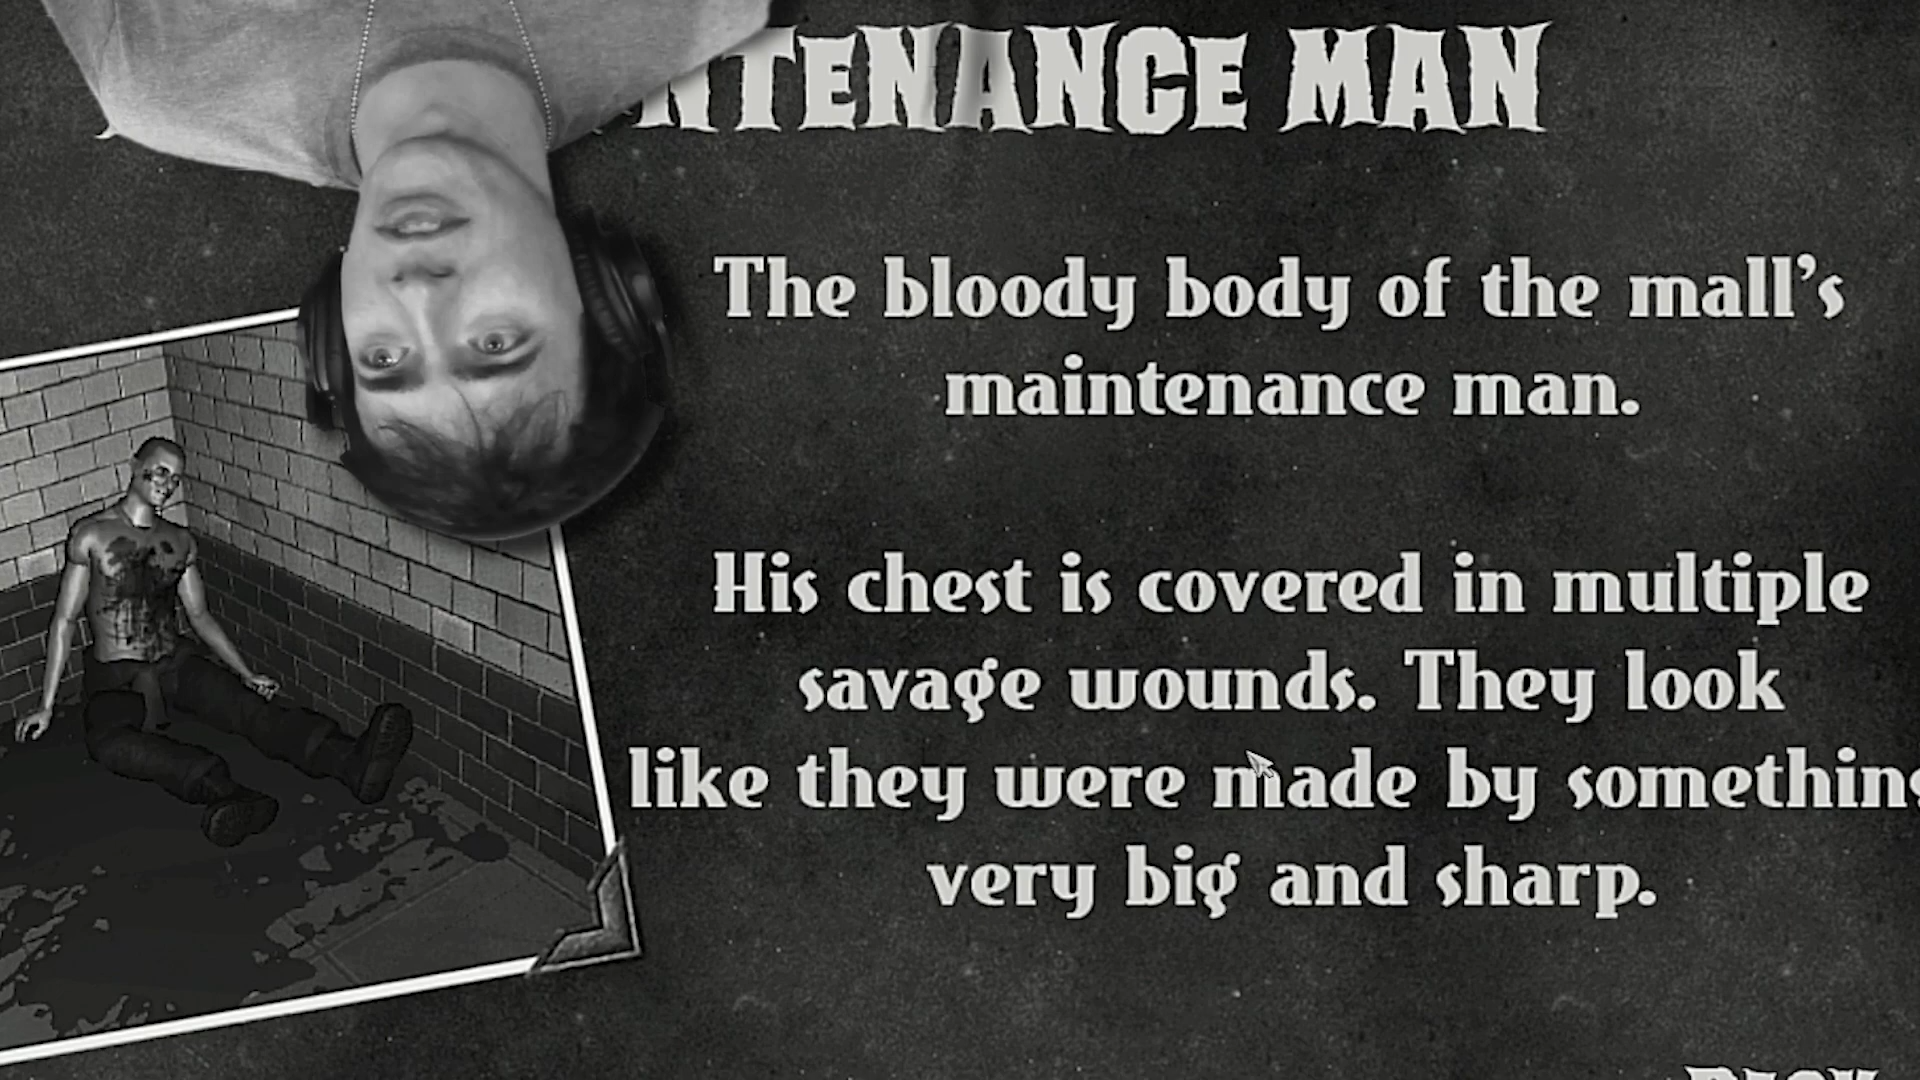 NTENANCE MAN
The bloody body of the mall's
maintenance man.
His chest is covered in multiple
savage wounds. They look
like they were made by something
very big and sharp.